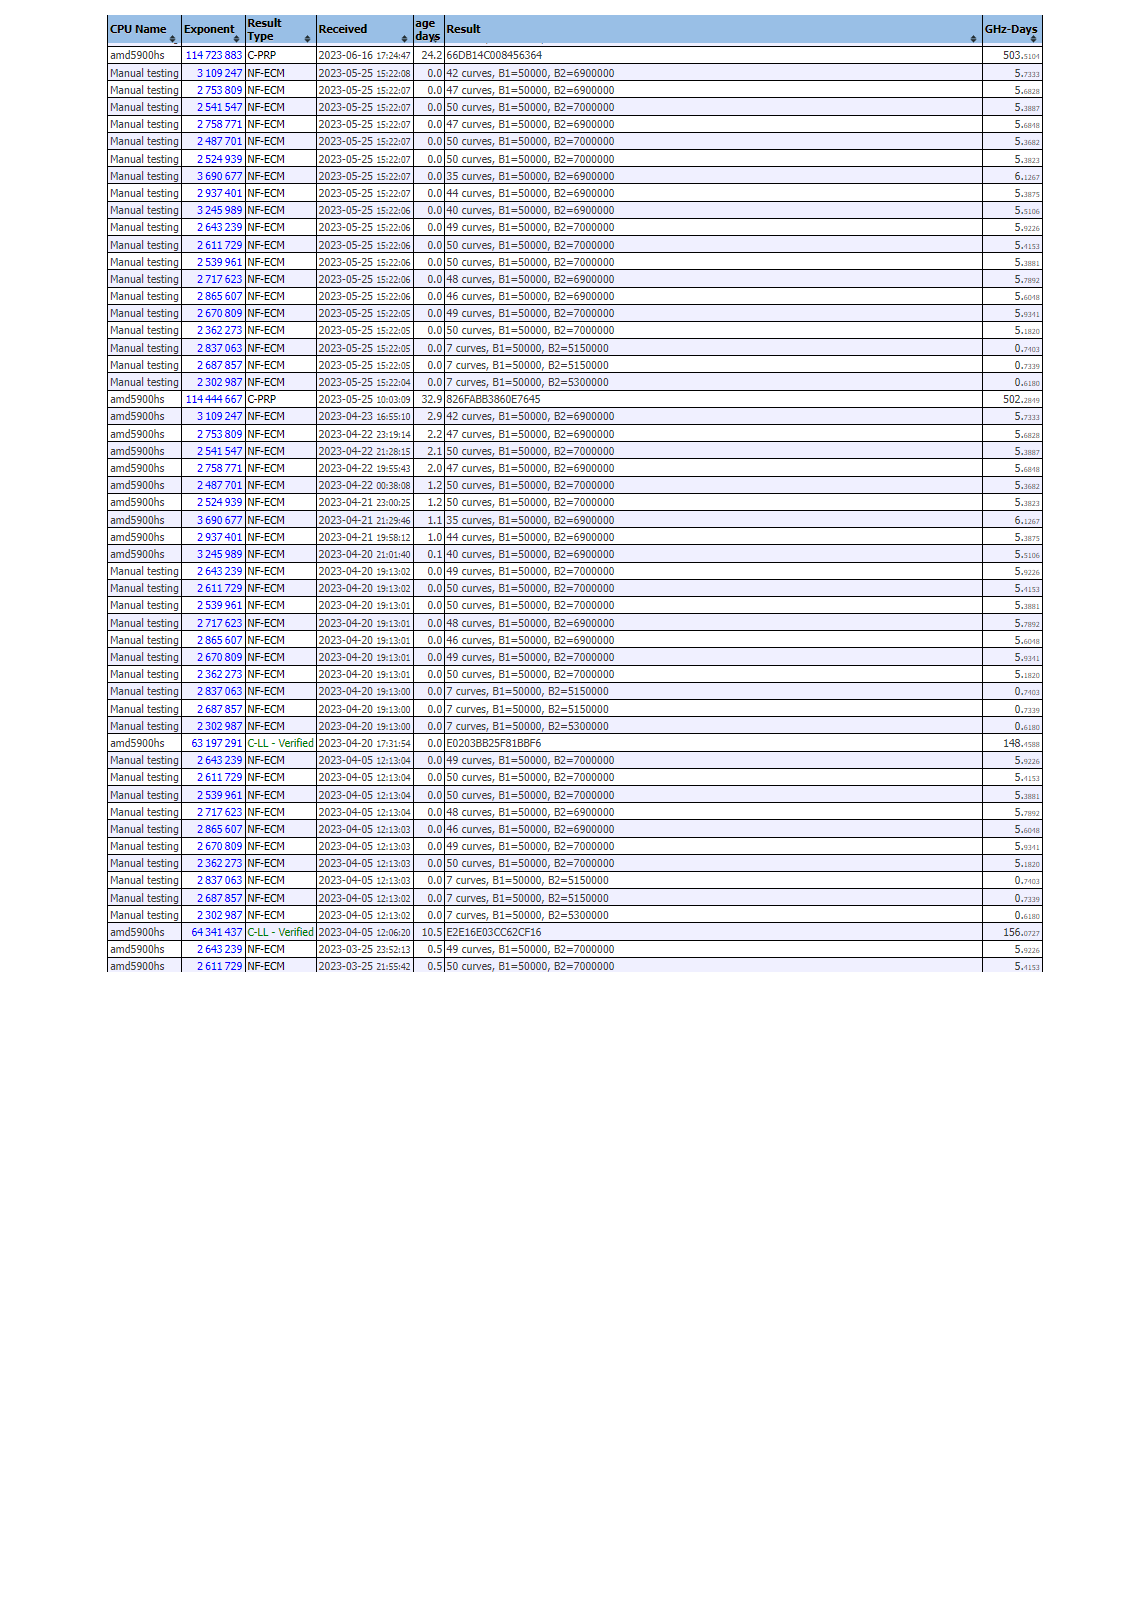 CPU Name Exponent Result Type Received age days Result GHz-Days
amd5900hs 114 723 883 C-PRP 2023-06-16 17:24:47 24.2 66DB14C008456364 503.5104
Manual testing 3 109 247 NF-ECM 2023-05-25 15:22:08 0.0 42 curves, B1=50000, B2=6900000 5.7333
Manual testing 2 753 809 NF-ECM 2023-05-25 15:22:07 0.0 47 curves, B1=50000, B2=6900000 5.6828
Manual testing 2 541 547 NF-ECM 2023-05-25 15:22:07 0.0 50 curves, B1=50000, B2=7000000 5.3887
Manual testing 2 758 771 NF-ECM 2023-05-25 15:22:07 0.0 47 curves, B1=50000, B2=6900000 5.6848
Manual testing 2 487 701 NF-ECM 2023-05-25 15:22:07 0.0 50 curves, B1=50000, B2=7000000 5.3682
Manual testing 2 524 939 NF-ECM 2023-05-25 15:22:07 0.0 50 curves, B1=50000, B2=7000000 5.3823
Manual testing 3 690 677 NF-ECM 2023-05-25 15:22:07 0.0 35 curves, B1=50000, B2=6900000 6.1267
Manual testing 2 937 401 NF-ECM 2023-05-25 15:22:07 0.0 44 curves, B1=50000, B2=6900000 5.3875
Manual testing 3 245 989 NF-ECM 2023-05-25 15:22:06 0.0 40 curves, B1=50000, B2=6900000 5.5106
Manual testing 2 643 239 NF-ECM 2023-05-25 15:22:06 0.0 49 curves, B1=50000, B2=7000000 5.9226
Manual testing 2 611 729 NF-ECM 2023-05-25 15:22:06 0.0 50 curves, B1=50000, B2=7000000 5.4153
Manual testing 2 539 961 NF-ECM 2023-05-25 15:22:06 0.0 50 curves, B1=50000, B2=7000000 5.3881
Manual testing 2 717 623 NF-ECM 2023-05-25 15:22:06 0.0 48 curves, B1=50000, B2=6900000 5.7892
Manual testing 2 865 607 NF-ECM 2023-05-25 15:22:06 0.0 46 curves, B1=50000, B2=6900000 5.6048
Manual testing 2 670 809 NF-ECM 2023-05-25 15:22:05 0.0 49 curves, B1=50000, B2=7000000 5.9341
Manual testing 2 362 273 NF-ECM 2023-05-25 15:22:05 0.0 50 curves, B1=50000, B2=7000000 5.1820
Manual testing 2 837 063 NF-ECM 2023-05-25 15:22:05 0.0 7 curves, B1=50000, B2=5150000 0.7403
Manual testing 2 687 857 NF-ECM 2023-05-25 15:22:05 0.0 7 curves, B1=50000, B2=5150000 0.7339
Manual testing 2 302 987 NF-ECM 2023-05-25 15:22:04 0.0 7 curves, B1=50000, B2=5300000 0.6180
amd5900hs 114 444 667 C-PRP 2023-05-25 10:03:09 32.9 826FABB3860E7645 502.2849
amd5900hs 3 109 247 NF-ECM 2023-04-23 16:55:10 2.9 42 curves, B1=50000, B2=6900000 5.7333
amd5900hs 2 753 809 NF-ECM 2023-04-22 23:19:14 2.2 47 curves, B1=50000, B2=6900000 5.6828
amd5900hs 2 541 547 NF-ECM 2023-04-22 21:28:15 2.1 50 curves, B1=50000, B2=7000000 5.3887
amd5900hs 2 758 771 NF-ECM 2023-04-22 19:55:43 2.0 47 curves, B1=50000, B2=6900000 5.6848
amd5900hs 2 487 701 NF-ECM 2023-04-22 00:38:08 1.2 50 curves, B1=50000, B2=7000000 5.3682
amd5900hs 2 524 939 NF-ECM 2023-04-21 23:00:25 1.2 50 curves, B1=50000, B2=7000000 5.3823
amd5900hs 3 690 677 NF-ECM 2023-04-21 21:29:46 1.1 35 curves, B1=50000, B2=6900000 6.1267
amd5900hs 2 937 401 NF-ECM 2023-04-21 19:58:12 1.0 44 curves, B1=50000, B2=6900000 5.3875
amd5900hs 3 245 989 NF-ECM 2023-04-20 21:01:40 0.1 40 curves, B1=50000, B2=6900000 5.5106
Manual testing 2 643 239 NF-ECM 2023-04-20 19:13:02 0.0 49 curves, B1=50000, B2=7000000 5.9226
Manual testing 2 611 729 NF-ECM 2023-04-20 19:13:02 0.0 50 curves, B1=50000, B2=7000000 5.4153
Manual testing 2 539 961 NF-ECM 2023-04-20 19:13:01 0.0 50 curves, B1=50000, B2=7000000 5.3881
Manual testing 2 717 623 NF-ECM 2023-04-20 19:13:01 0.0 48 curves, B1=50000, B2=6900000 5.7892
Manual testing 2 865 607 NF-ECM 2023-04-20 19:13:01 0.0 46 curves, B1=50000, B2=6900000 5.6048
Manual testing 2 670 809 NF-ECM 2023-04-20 19:13:01 0.0 49 curves, B1=50000, B2=7000000 5.9341
Manual testing 2 362 273 NF-ECM 2023-04-20 19:13:01 0.0 50 curves, B1=50000, B2=7000000 5.1820
Manual testing 2 837 063 NF-ECM 2023-04-20 19:13:00 0.0 7 curves, B1=50000, B2=5150000 0.7403
Manual testing 2 687 857 NF-ECM 2023-04-20 19:13:00 0.0 7 curves, B1=50000, B2=5150000 0.7339
Manual testing 2 302 987 NF-ECM 2023-04-20 19:13:00 0.0 7 curves, B1=50000, B2=5300000 0.6180
amd5900hs 63 197 291 C-LL - Verified 2023-04-20 17:31:54 0.0 E0203BB25F81BBF6 148.4588
Manual testing 2 643 239 NF-ECM 2023-04-05 12:13:04 0.0 49 curves, B1=50000, B2=7000000 5.9226
Manual testing 2 611 729 NF-ECM 2023-04-05 12:13:04 0.0 50 curves, B1=50000, B2=7000000 5.4153
Manual testing 2 539 961 NF-ECM 2023-04-05 12:13:04 0.0 50 curves, B1=50000, B2=7000000 5.3881
Manual testing 2 717 623 NF-ECM 2023-04-05 12:13:04 0.0 48 curves, B1=50000, B2=6900000 5.7892
Manual testing 2 865 607 NF-ECM 2023-04-05 12:13:03 0.0 46 curves, B1=50000, B2=6900000 5.6048
Manual testing 2 670 809 NF-ECM 2023-04-05 12:13:03 0.0 49 curves, B1=50000, B2=7000000 5.9341
Manual testing 2 362 273 NF-ECM 2023-04-05 12:13:03 0.0 50 curves, B1=50000, B2=7000000 5.1820
Manual testing 2 837 063 NF-ECM 2023-04-05 12:13:03 0.0 7 curves, B1=50000, B2=5150000 0.7403
Manual testing 2 687 857 NF-ECM 2023-04-05 12:13:02 0.0 7 curves, B1=50000, B2=5150000 0.7339
Manual testing 2 302 987 NF-ECM 2023-04-05 12:13:02 0.0 7 curves, B1=50000, B2=5300000 0.6180
amd5900hs 64 341 437 C-LL - Verified 2023-04-05 12:06:20 10.5 E2E16E03CC62CF16 156.0727
amd5900hs 2 643 239 NF-ECM 2023-03-25 23:52:13 0.5 49 curves, B1=50000, B2=7000000 5.9226
amd5900hs 2 611 729 NF-ECM 2023-03-25 21:55:42 0.5 50 curves, B1=50000, B2=7000000 5.4153